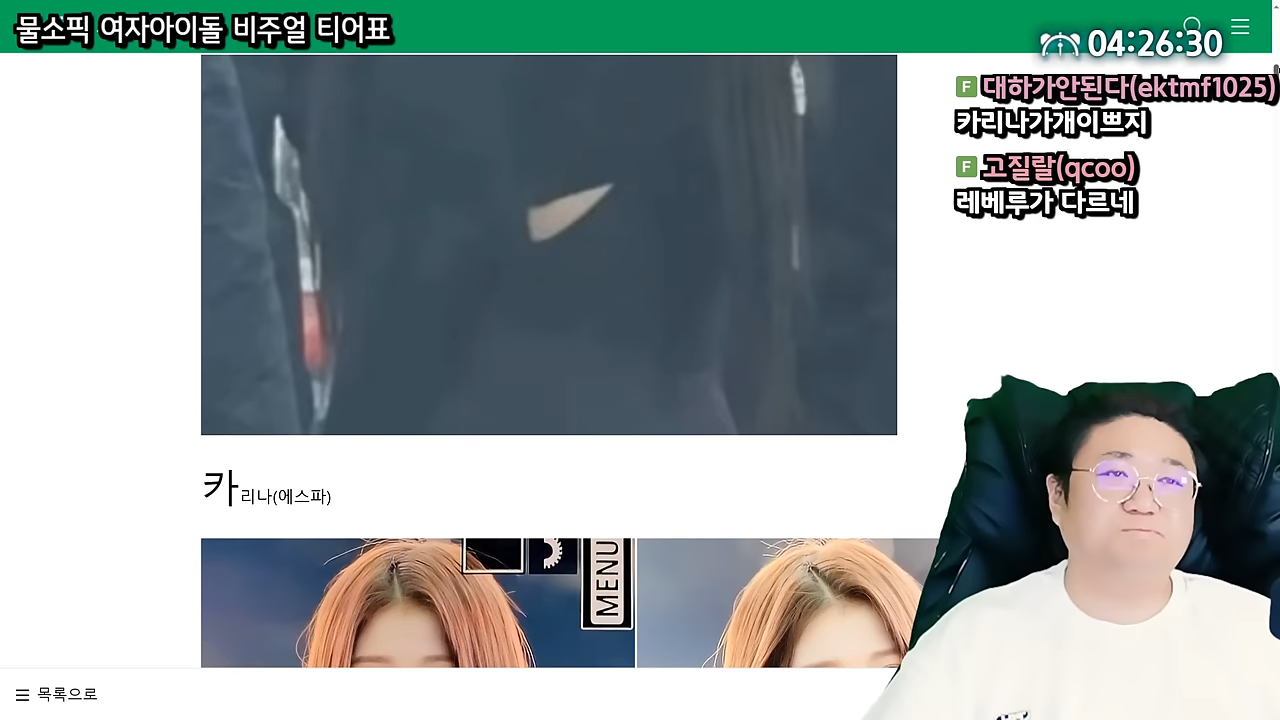 물소픽 여자아이돌 비주얼 티어표
04:26:30
F 대하가안된다(ektmf1025)
카리나가개이쁘지
F 고질랄(qcoo)
레베루가 다르네
카리나(에스파)
MENU
목록으로